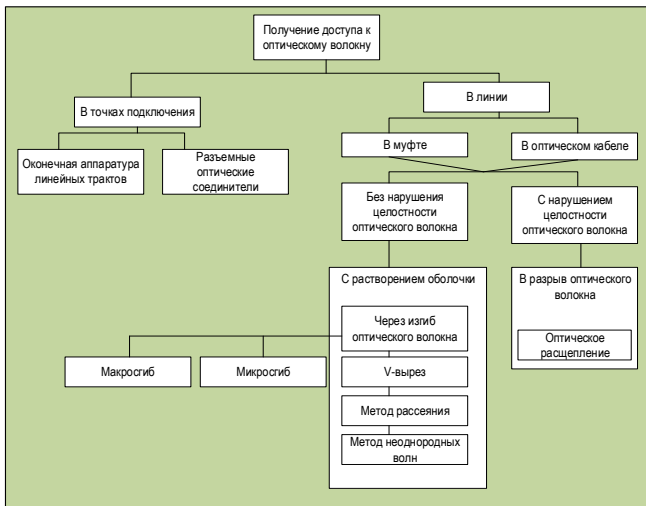 Получение доступа к
оптическому волокну
В точках подключения
В линии
Оконечная аппаратура
линейных трактов
Разъемные
оптические
соединители
В муфте
В оптическом кабеле
Без нарушения
целостности
оптического волокна
С нарушением
целостности
оптического волокна
С растворением оболочки
В разрыв оптического
волокна
Через изгиб
оптического волокна
Оптическое
расщепление
Макросгиб
Микросгиб
V-вырез
Метод рассеяния
Метод неоднородных
волн